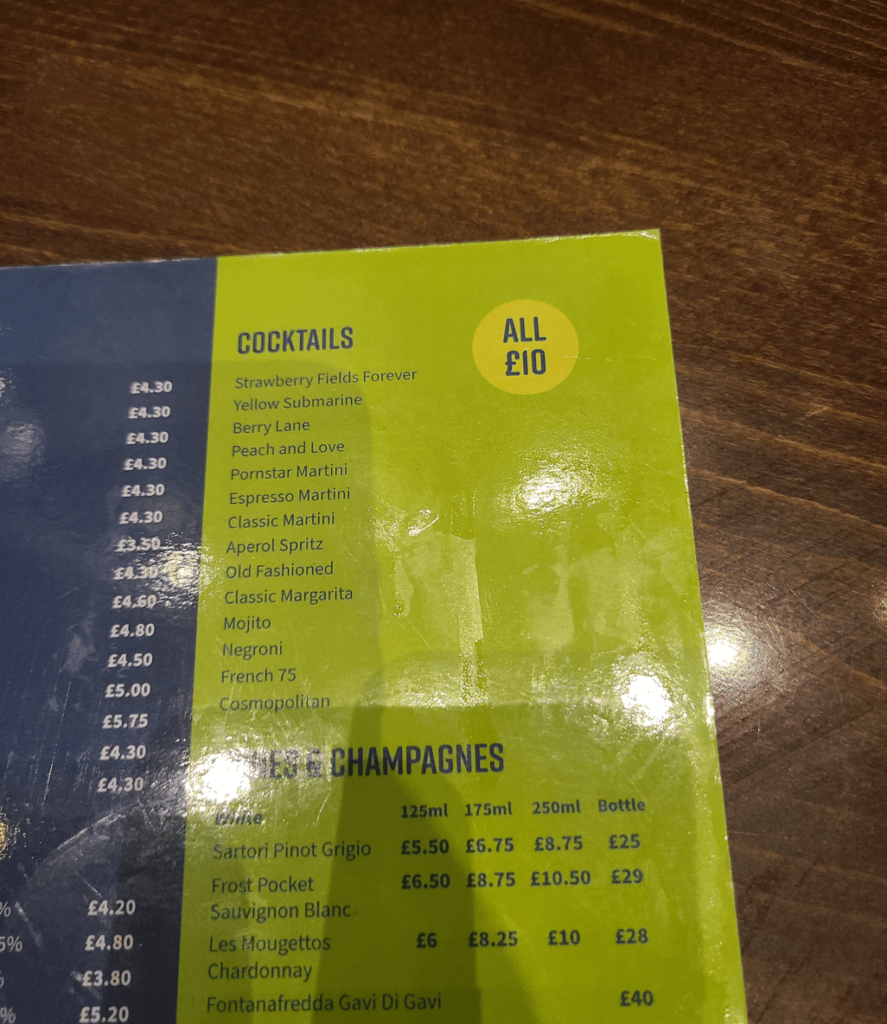 £4.30
£4.30
£4.30
£4.30
£4.30
£4.30
£3.50
£4.30
£4.60
£4.80
£4.50
£5.00
£5.75
£4.30
£4.30
%
£4.20
5%
£4.80
£3.80
%
£5.20
COCKTAILS
ALL
£10
Strawberry Fields Forever
Yellow Submarine
Berry Lane
Peach and Love
Pornstar Martini
Espresso Martini
Classic Martini
Aperol Spritz
Old Fashioned
Classic Margarita
Mojito
Negroni
French 75
Cosmopolitan
& CHAMPAGNES
White 125ml 175ml 250ml Bottle
Sartori Pinot Grigio £5.50 £6.75 £8.75 £25
Frost Pocket £6.50 £8.75 £10.50 £29
Sauvignon Blanc
Les Mougettos £6 £8.25 £10 £28
Chardonnay
Fontanafredda Gavi Di Gavi £40